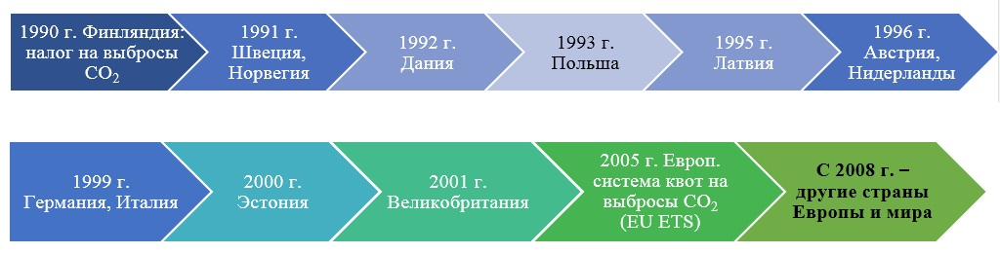 1990 г. Финляндия:
налог на выбросы
CO₂
1991 г.
Швеция,
Норвегия
1992 г.
Дания
1993 г.
Польша
1995 г.
Латвия
1996 г.
Австрия,
Нидерланды
1999 г.
Германия, Италия
2000 г.
Эстония
2001 г.
Великобритания
2005 г. Европ.
система квот на
выбросы CO₂
(EU ETS)
С 2008 г. –
другие страны
Европы и мира